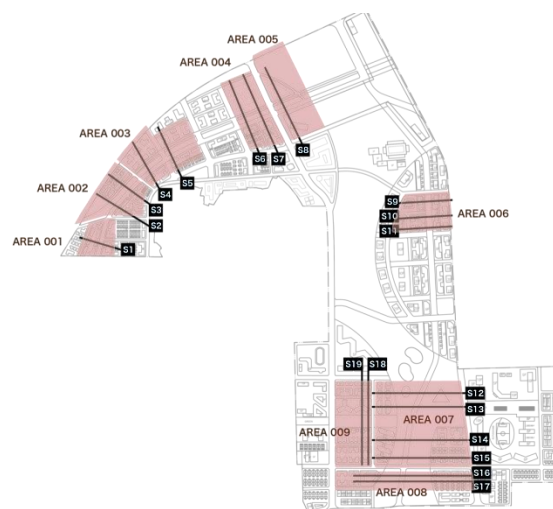 AREA 005
AREA 004
AREA 003
AREA 002
AREA 001
S1
S2
S3
S4
S5
S6
S7
S8
S9
S10
S11
AREA 006
S19
S18
S12
S13
AREA 007
AREA 009
S14
S15
S16
S17
AREA 008